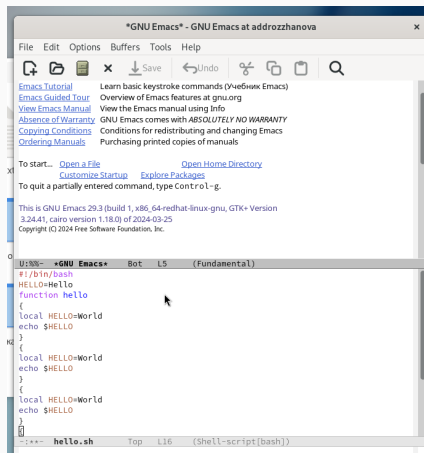 *GNU Emacs* - GNU Emacs at addrozzhanova
File Edit Options Buffers Tools Help
Save Undo
Emacs Tutorial Learn basic keystroke commands (Учебник Emacs)
Emacs Guided Tour Overview of Emacs features at gnu.org
View Emacs Manual View the Emacs manual using Info
Absence of Warranty GNU Emacs comes with ABSOLUTELY NO WARRANTY
Copying Conditions Conditions for redistributing and changing Emacs
Ordering Manuals Purchasing printed copies of manuals
To start... Open a File Open Home Directory
Customize Startup Explore Packages
To quit a partially entered command, type Control-g.
This is GNU Emacs 29.3 (build 1, x86_64-redhat-linux-gnu, GTK+ Version
3.24.41, cairo version 1.18.0) of 2024-03-25
Copyright (C) 2024 Free Software Foundation, Inc.
U:%%- *GNU Emacs* Bot L5 (Fundamental)
#!/bin/bash
HELLO=Hello
function hello
{
local HELLO=World
echo $HELLO
}
{
local HELLO=World
echo $HELLO
}
{
local HELLO=World
echo $HELLO
}
{
-:**- hello.sh Top L16 (Shell-script[bash])